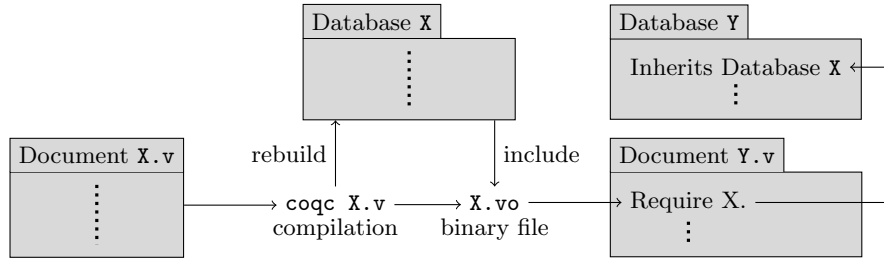 Database X
Database Y
Inherits Database X
Document X.v
rebuild
include
Document Y.v
coqc X.v
compilation
X.vo
binary file
Require X.